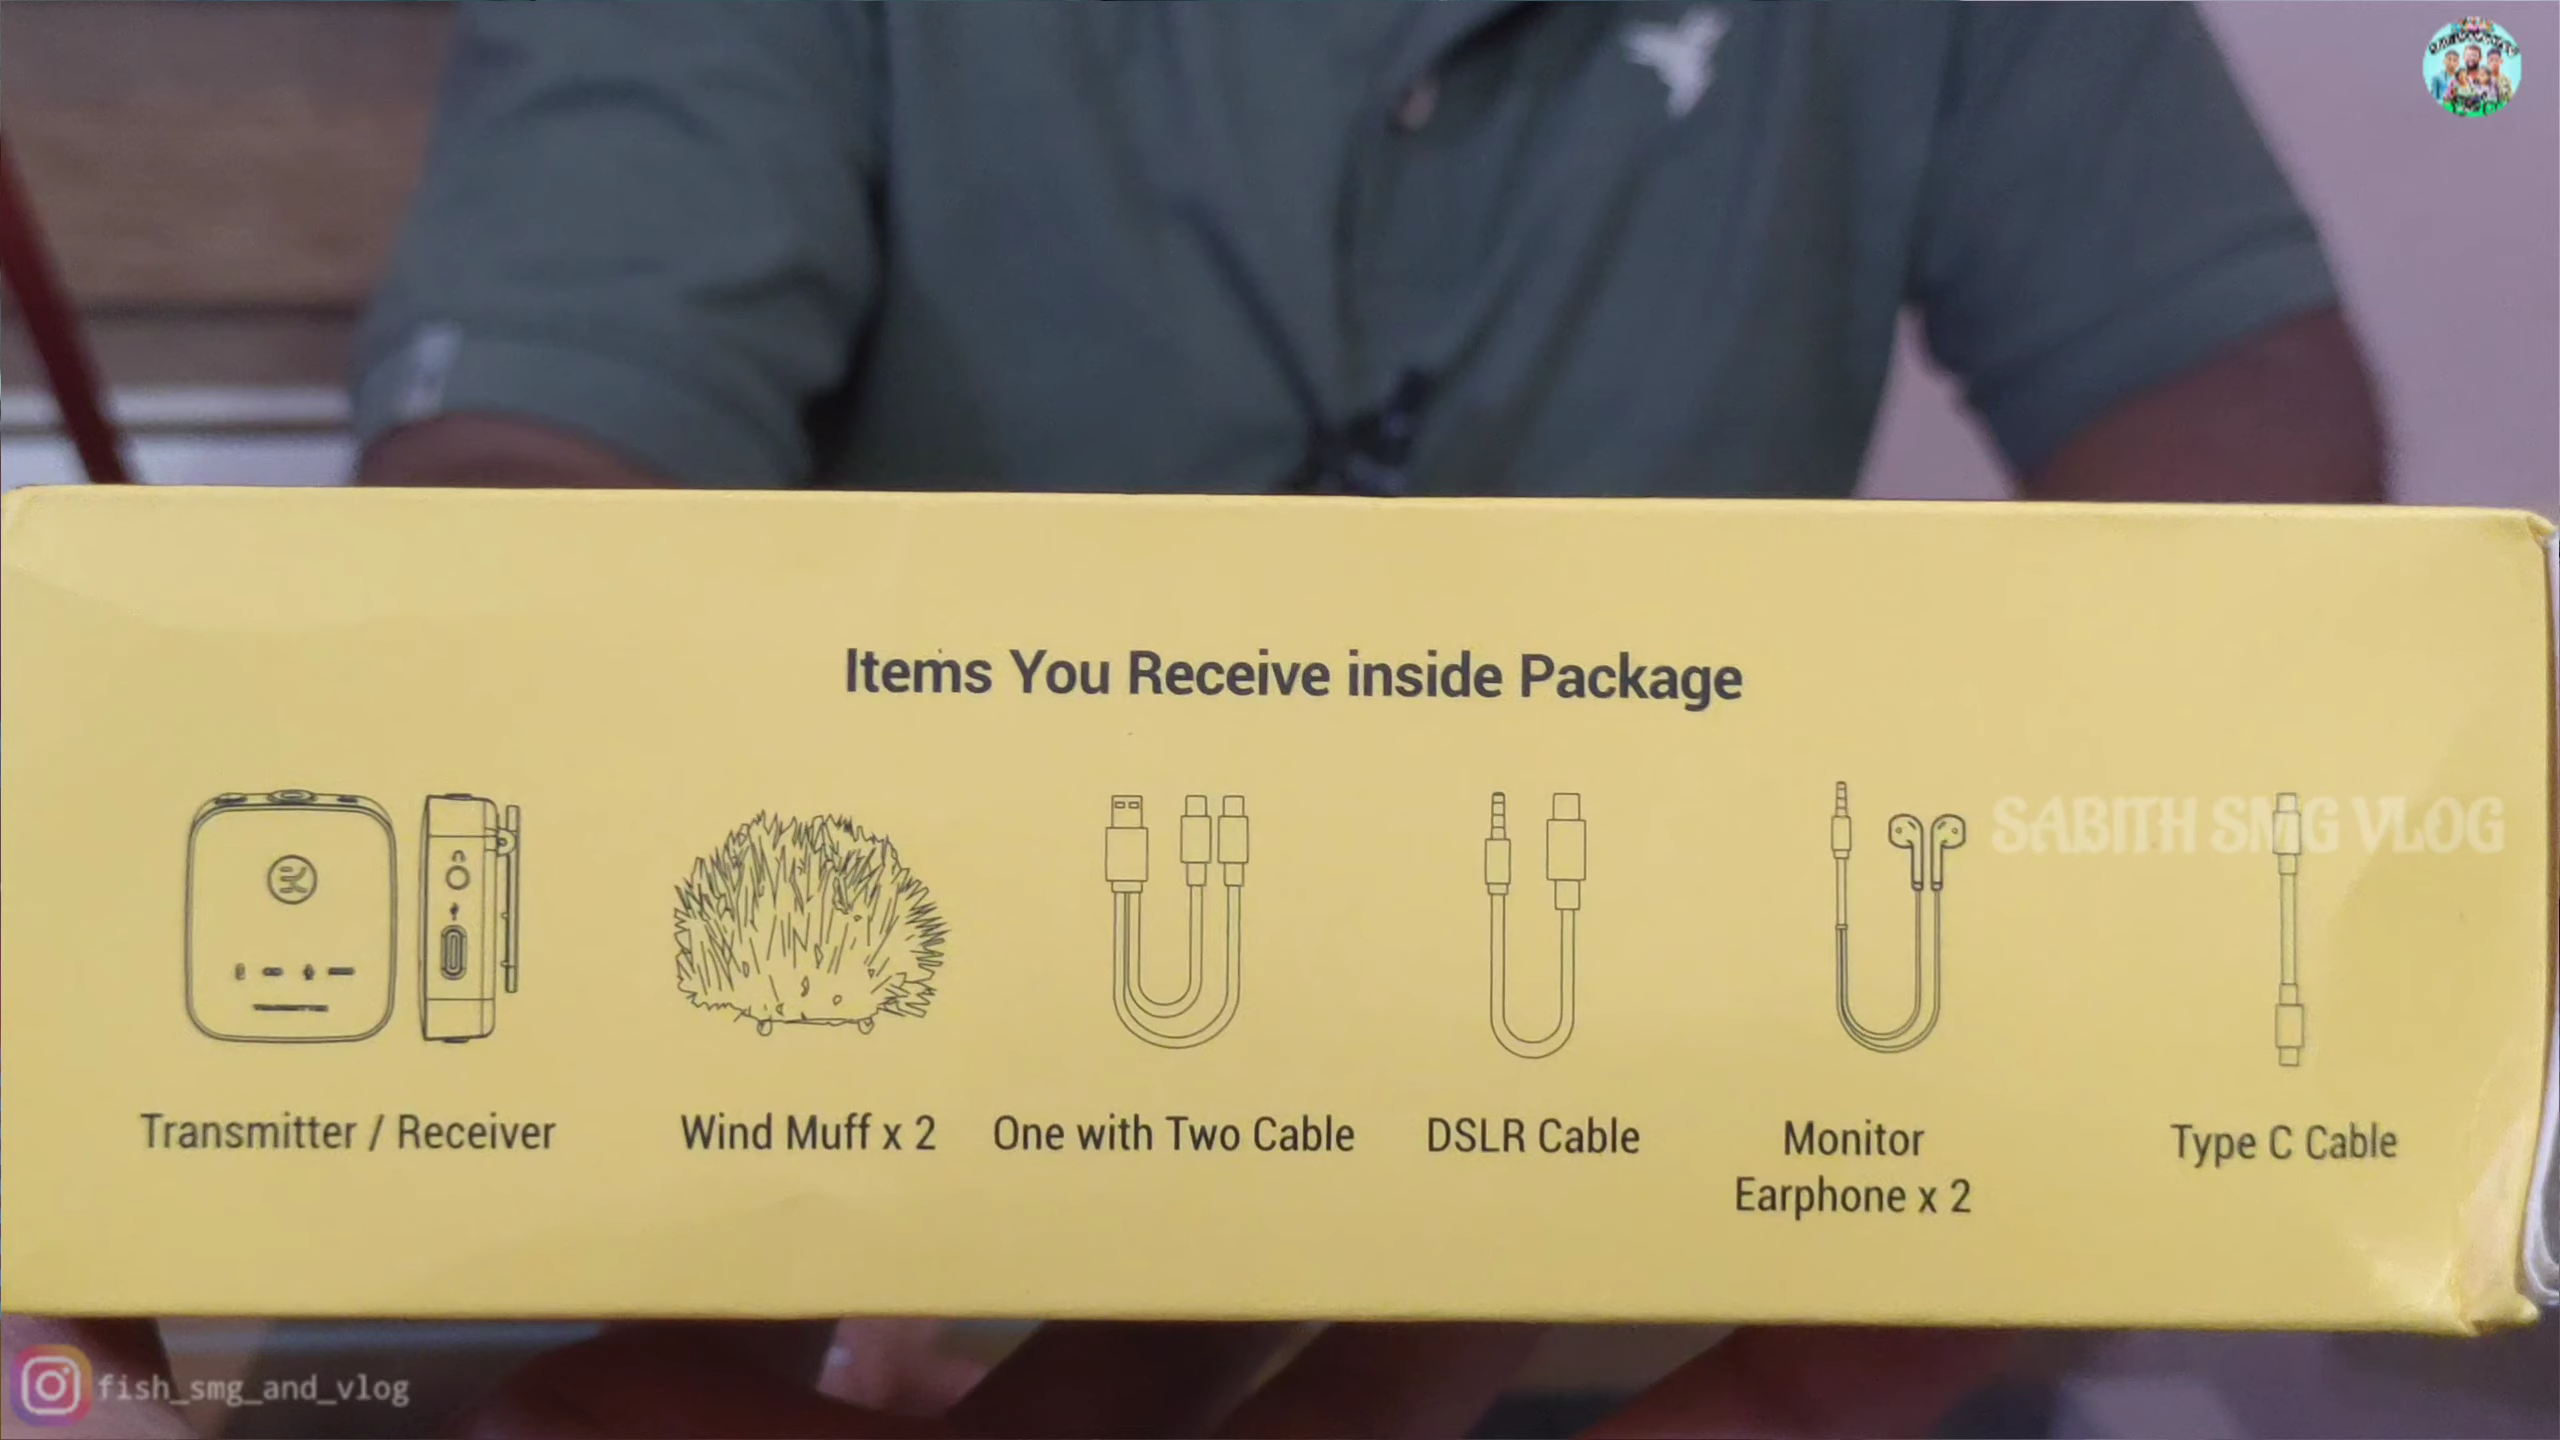 Items You Receive inside Package
SABITH SMG VLOG
Transmitter / Receiver
Wind Muff x 2
One with Two Cable
DSLR Cable
Monitor
Earphone x 2
Type C Cable
fish_smg_and_vlog